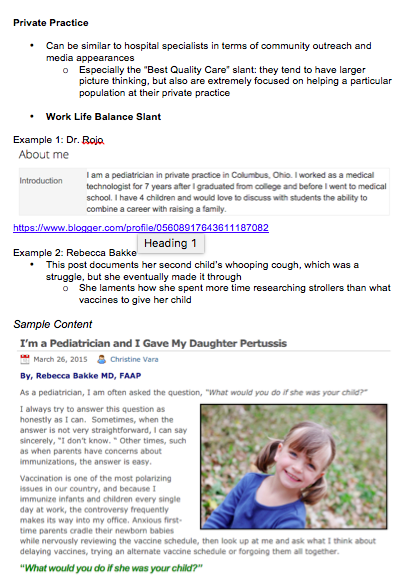 Private Practice
• Can be similar to hospital specialists in terms of community outreach and
media appearances
o Especially the “Best Quality Care” slant: they tend to have larger
picture thinking, but also are extremely focused on helping a particular
population at their private practice
• Work Life Balance Slant
Example 1: Dr. Rojo
About me
Introduction
I am a pediatrician in private practice in Columbus, Ohio. I worked as a medical
technologist for 7 years after I graduated from college and before I went to medical
school. I have 4 children and would love to discuss with students the ability to
combine a career with raising a family.
https://www.blogger.com/profile/05608917643611187082
Heading 1
Example 2: Rebecca Bakke
• This post documents her second child’s whooping cough, which was a
struggle, but she eventually made it through
o She laments how she spent more time researching strollers than what
vaccines to give her child
Sample Content
I’m a Pediatrician and I Gave My Daughter Pertussis
March 26, 2015 Christine Vara
By, Rebecca Bakke MD, FAAP
As a pediatrician, I am often asked the question, “What would you do if she was your child?”
I always try to answer this question as
honestly as I can. Sometimes, when the
answer is not very straightforward, I can say
sincerely, “I don’t know. ” Other times, such
as when parents have concerns about
immunizations, the answer is easy.
Vaccination is one of the most polarizing
issues in our country, and because I
immunize infants and children every single
day at work, the controversy frequently
makes its way into my office. Anxious first-
time parents cradle their newborn babies
while nervously reviewing the vaccine schedule, then look up at me and ask what I think about
delaying vaccines, trying an alternate vaccine schedule or forgoing them all together.
“What would you do if she was your child?”